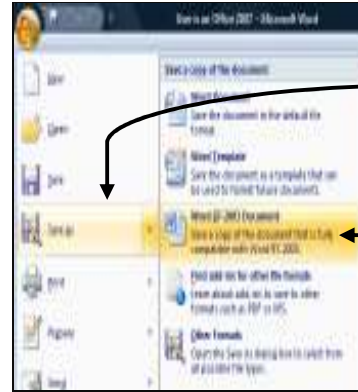 Save in an Office 2007 - Microsoft Word
New
Open
Save
Save As
Print
Prepare
Send
Save a copy of the document
Word Document
Save the document in the default file
format.
Word Template
Save the document as a template that can
be used to format future documents.
Word 97-2003 Document
Save a copy of the document that is fully
compatible with Word 97-2003.
Find add-ins for other file formats
Learn about add-ins to save to other
formats such as PDF or XPS.
Other Formats
Open the Save As dialog box to select from
all possible file types.